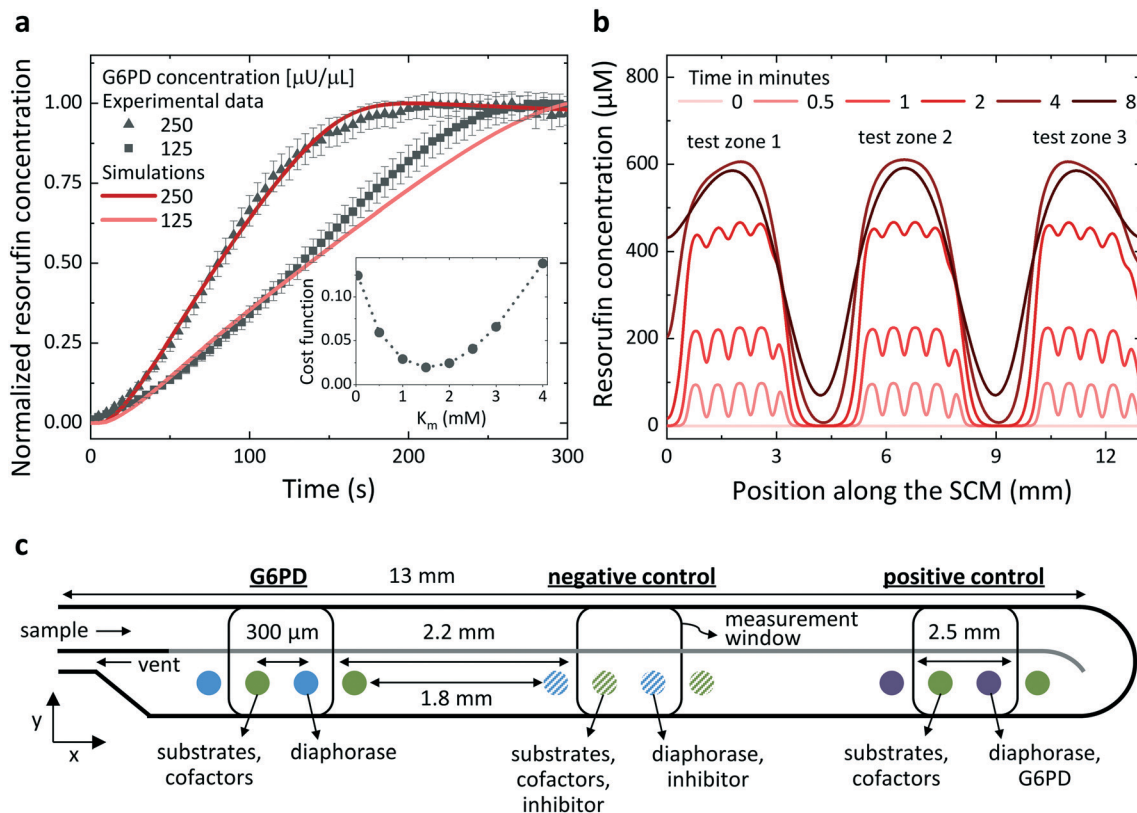 a
G6PD concentration [µU/µL]
Experimental data
250
125
Simulations
250
125
Normalized resorufin concentration
1.00
0.75
0.50
0.25
0.00
0
100
200
300
Time (s)
Cost function
0.10
0.05
0.00
0 1 2 3 4
Km (mM)
b
Time in minutes
0 0.5 1 2 4 8
test zone 1 test zone 2 test zone 3
Resorufin concentration (µM)
800
600
400
200
0
0 3 6 9 12
Position along the SCM (mm)
c
G6PD 13 mm negative control positive control
sample
300 µm 2.2 mm measurement window 2.5 mm
vent
1.8 mm
y
x
substrates, cofactors
diaphorase
substrates, cofactors, inhibitor
diaphorase, inhibitor
substrates, cofactors
diaphorase, G6PD